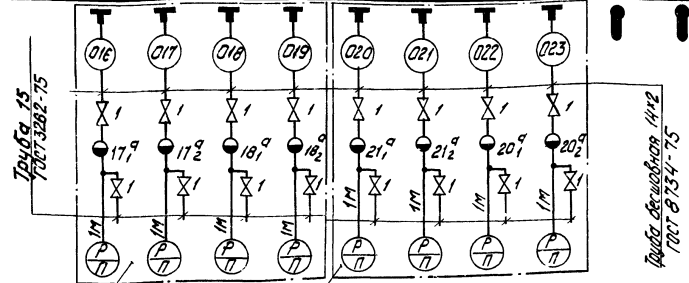 016 017 018 019 020 021 022 023
Труба 15
ГОСТ 3262-75
1 1 1 1 1 1 1 1
17₁ᵃ 17₂ᵃ 18₁ᵃ 18₂ᵃ 21₁ᵃ 21₂ᵃ 20₁ᵃ 20₂ᵃ
1 1 1 1 1 1 1 1
1М 1М 1М 1М 1М 1М 1М 1М
Р Р Р Р Р Р Р Р
П П П П П П П П
Труба бесшовная 14×2
ГОСТ 8734-75